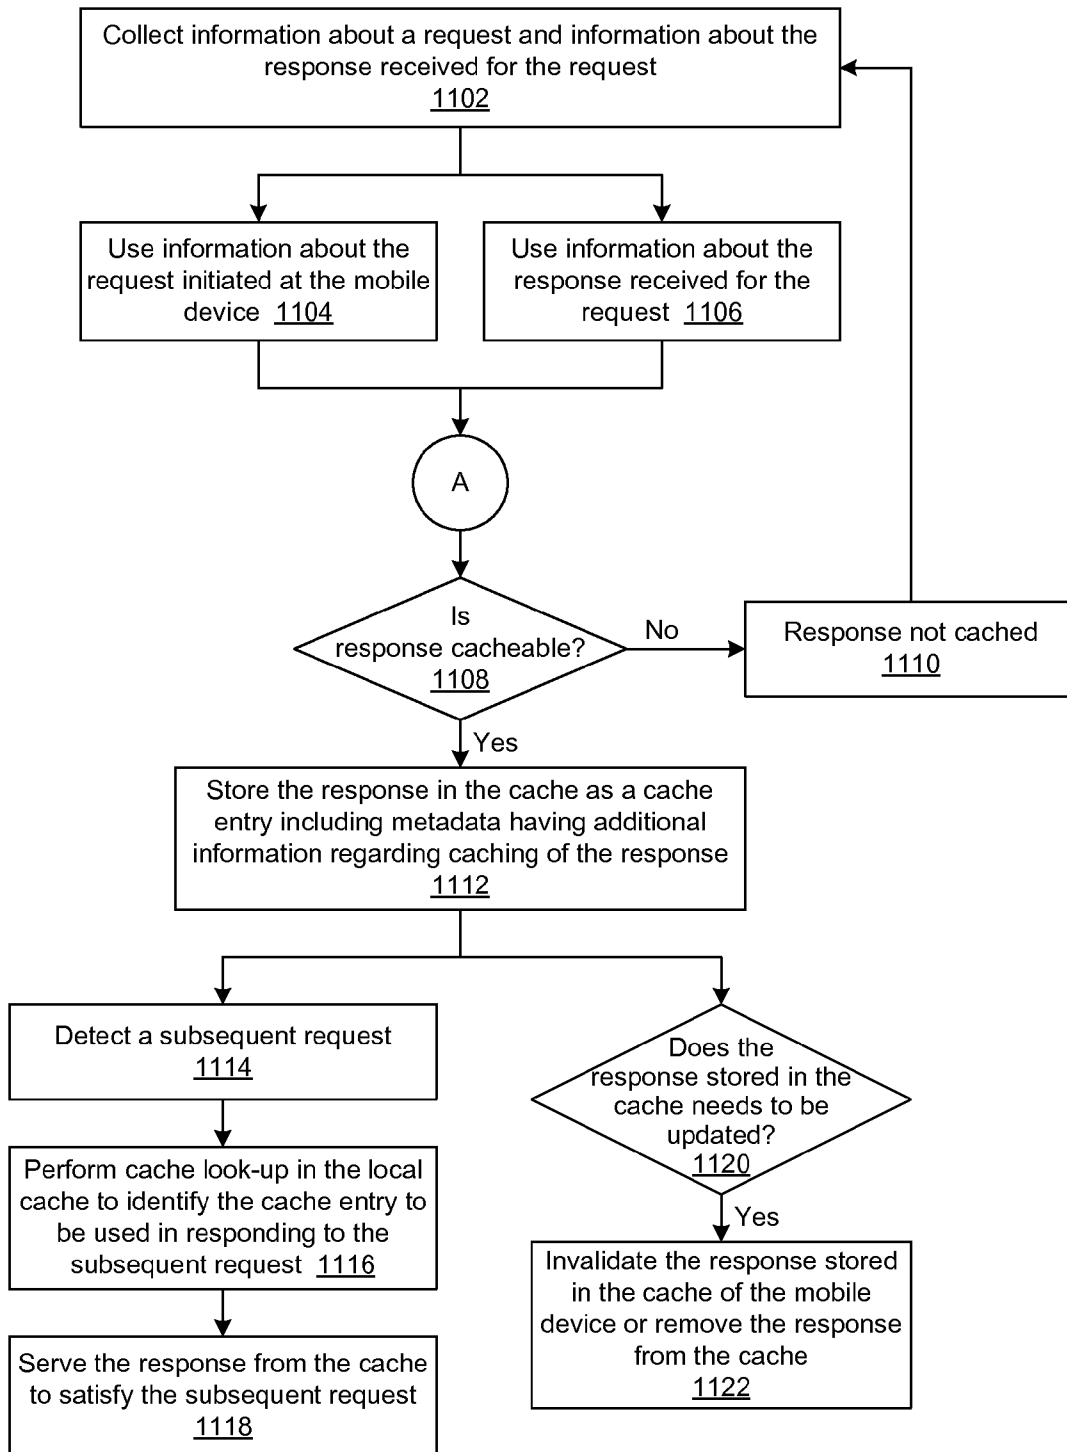 Collect information about a request and information about the
response received for the request
1102
Use information about the
request initiated at the mobile
device 1104
Use information about the
response received for the
request 1106
A
Is
response cacheable?
1108
No
Response not cached
1110
Yes
Store the response in the cache as a cache
entry including metadata having additional
information regarding caching of the response
1112
Detect a subsequent request
1114
Perform cache look-up in the local
cache to identify the cache entry to
be used in responding to the
subsequent request 1116
Serve the response from the cache
to satisfy the subsequent request
1118
Does the
response stored in the
cache needs to be
updated?
1120
Yes
Invalidate the response stored
in the cache of the mobile
device or remove the response
from the cache
1122